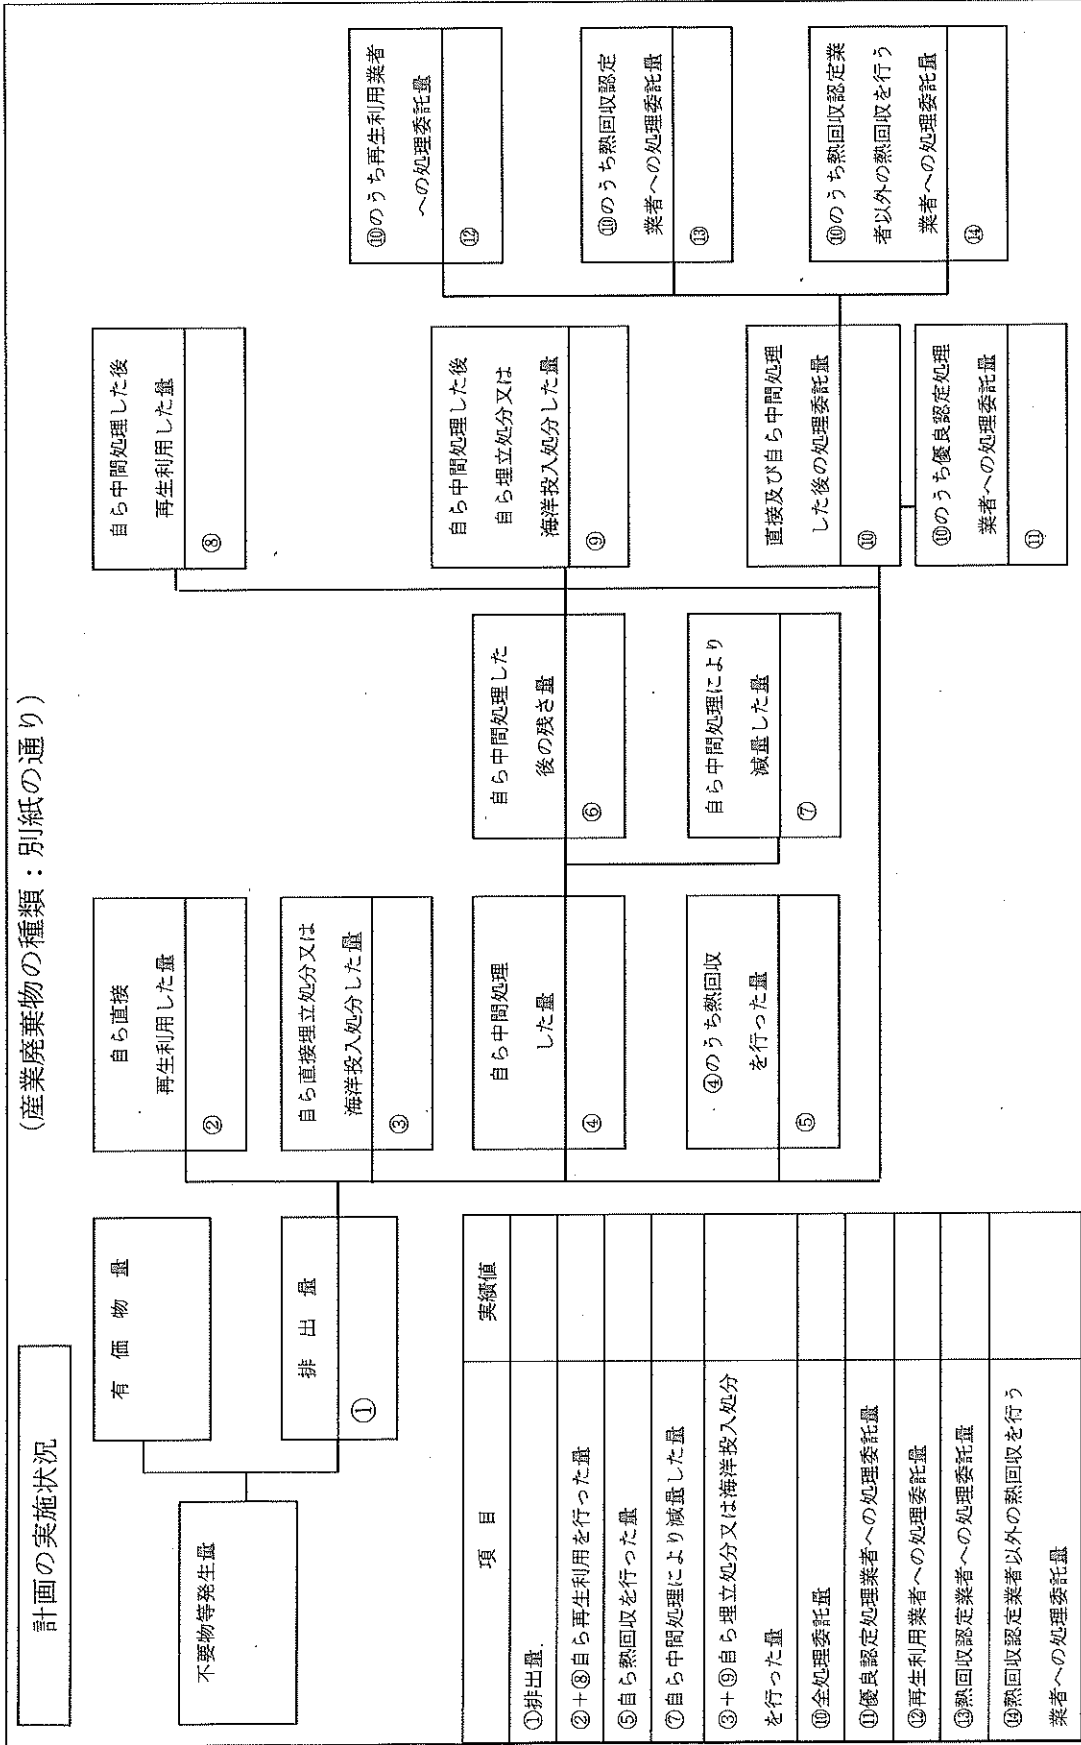 計画の実施状況
(産業廃棄物の種類：別紙の通り)
不要物等発生量
有価物量
排出量
①
自ら直接
再生利用した量
②
自ら直接埋立処分又は
海洋投入処分した量
③
自ら中間処理
した量
④
④のうち熱回収
を行った量
⑤
自ら中間処理した
後の残さ量
⑥
自ら中間処理により
減量した量
⑦
自ら中間処理した後
再生利用した量
⑧
自ら中間処理した後
自ら埋立処分又は
海洋投入処分した量
⑨
直接及び自ら中間処理
した後の処理委託量
⑩
⑩のうち優良認定処理
業者への処理委託量
⑪
⑩のうち再生利用業者
への処理委託量
⑫
⑩のうち熱回収認定
業者への処理委託量
⑬
⑩のうち熱回収認定業
者以外の熱回収を行う
業者への処理委託量
⑭
項目 実績値
①排出量
②+⑧自ら再生利用を行った量
⑤自ら熱回収を行った量
⑦自ら中間処理により減量した量
③+⑨自ら埋立処分又は海洋投入処分
を行った量
⑩全処理委託量
⑪優良認定処理業者への処理委託量
⑫再生利用業者への処理委託量
⑬熱回収認定業者への処理委託量
⑭熱回収認定業者以外の熱回収を行う
業者への処理委託量